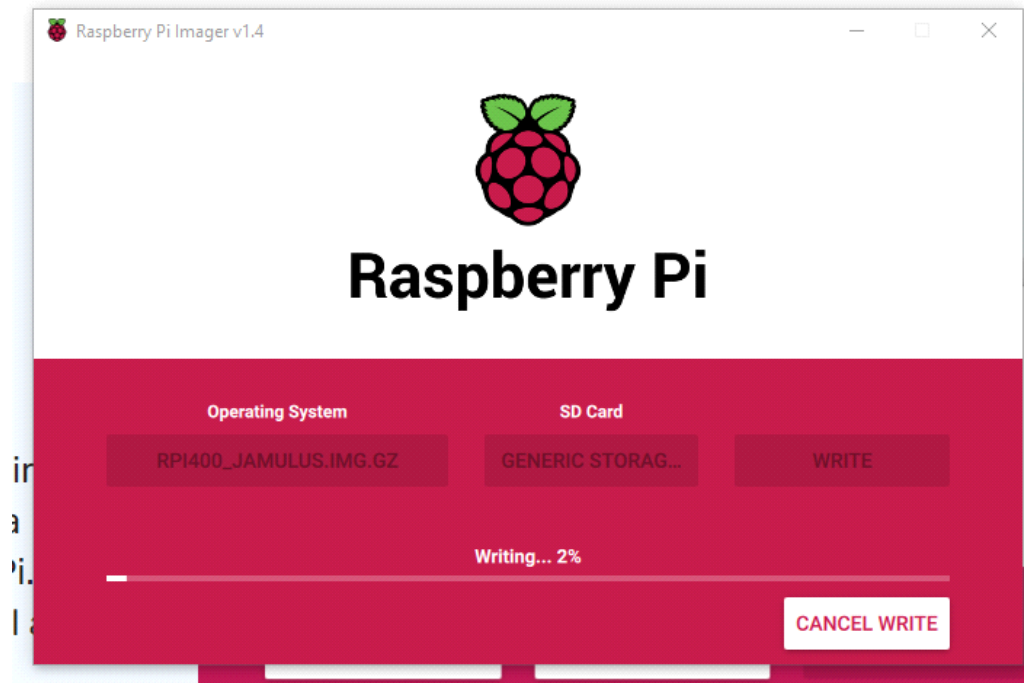 Raspberry Pi Imager v1.4
Raspberry Pi
Operating System
SD Card
RPI400_JAMULUS.IMG.GZ
GENERIC STORAG...
WRITE
Writing... 2%
CANCEL WRITE